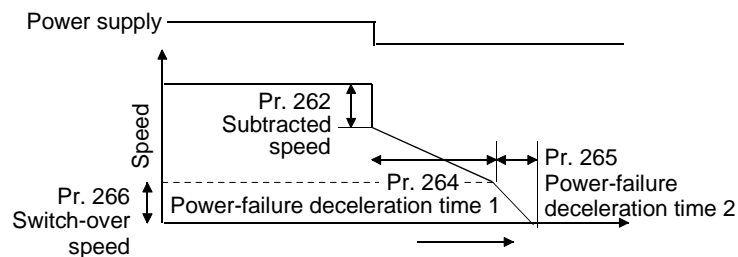 Power supply
Speed
Pr. 262
Subtracted
speed
Pr. 266
Switch-over
speed
Pr. 264
Power-failure deceleration time 1
Pr. 265
Power-failure
deceleration time 2